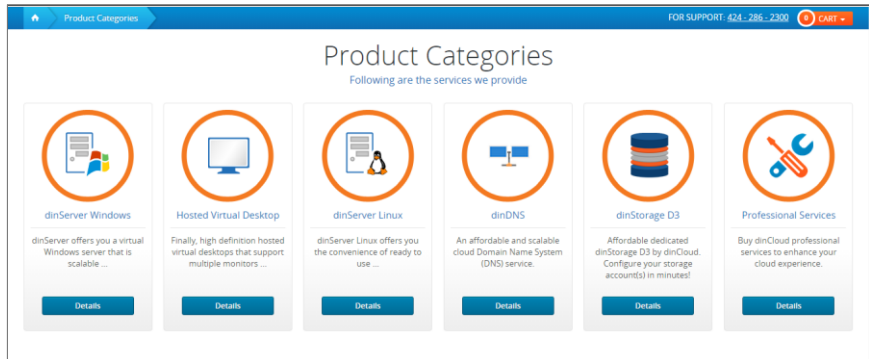 Product Categories
FOR SUPPORT: 424 - 286 - 2300
0 CART
Product Categories
Following are the services we provide
dinServer Windows
dinServer offers you a virtual
Windows server that is
scalable ...
Details
Hosted Virtual Desktop
Finally, high definition hosted
virtual desktops that support
multiple monitors ...
Details
dinServer Linux
dinServer Linux offers you
the convenience of ready to
use ...
Details
dinDNS
An affordable and scalable
cloud Domain Name System
(DNS) service.
Details
dinStorage D3
Affordable dedicated
dinStorage D3 by dinCloud.
Configure your storage
account(s) in minutes!
Details
Professional Services
Buy dinCloud professional
services to enhance your
cloud experience.
Details